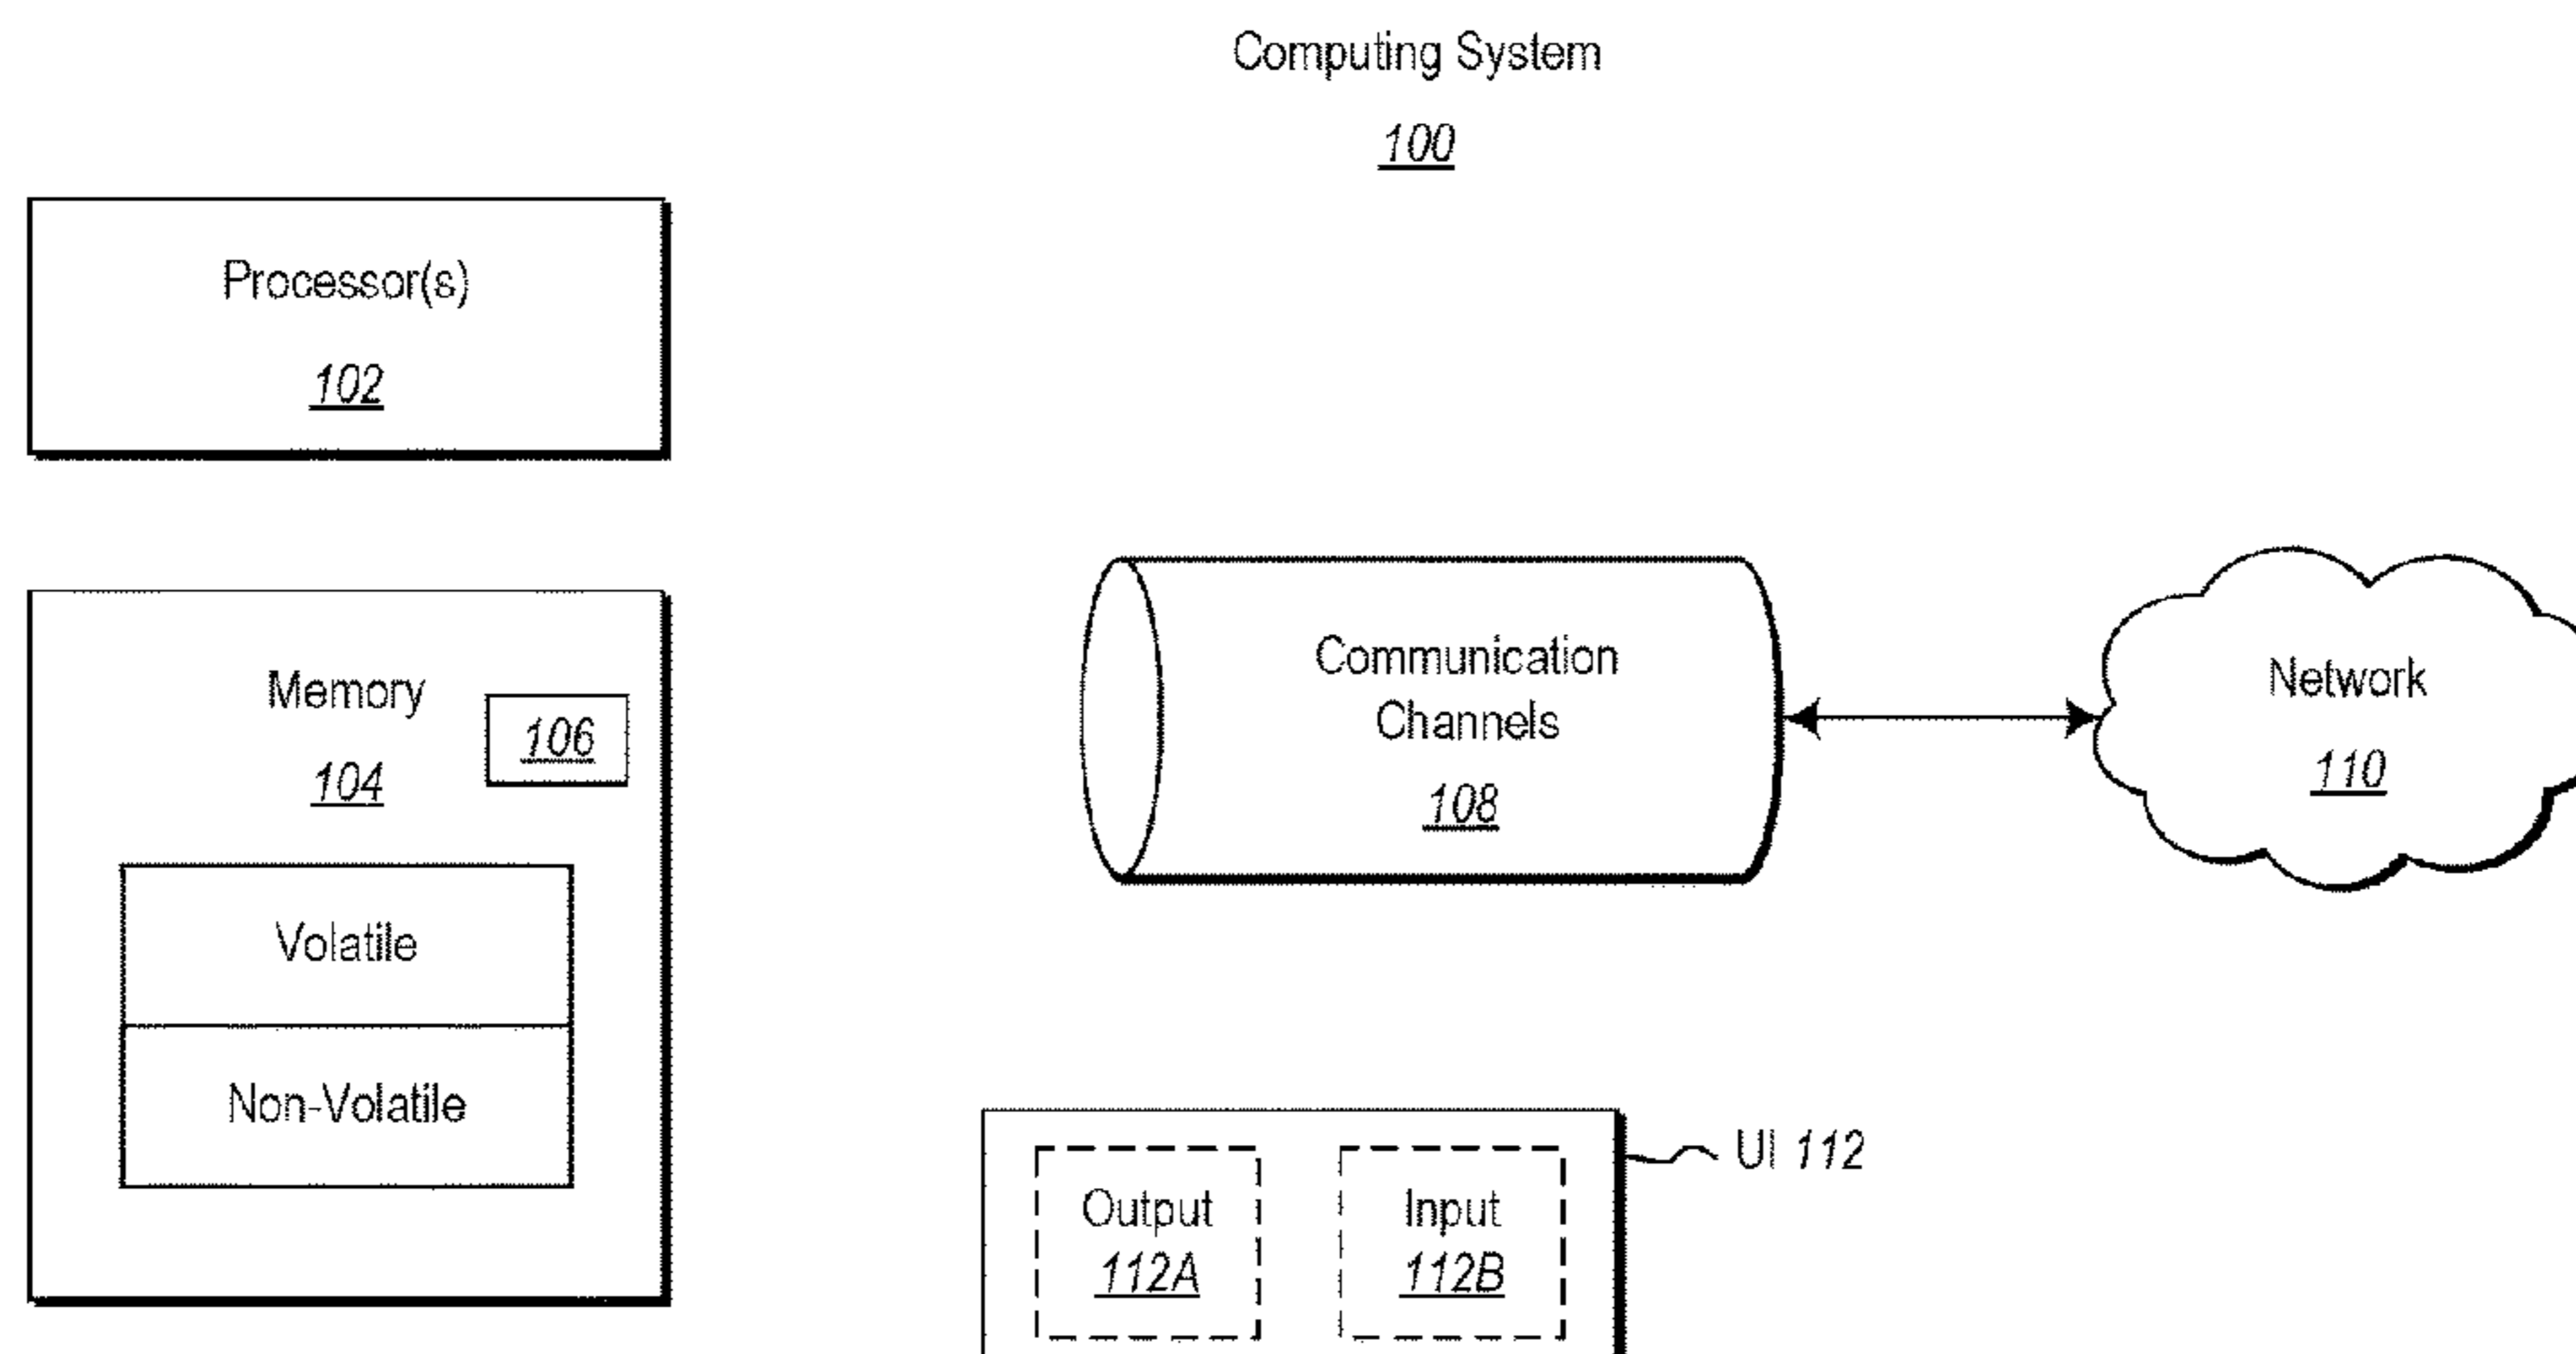 Computing System
100
Processor(s)
102
Memory
104
106
Volatile
Non-Volatile
Communication
Channels
108
Network
110
UI 112
Output
112A
Input
112B